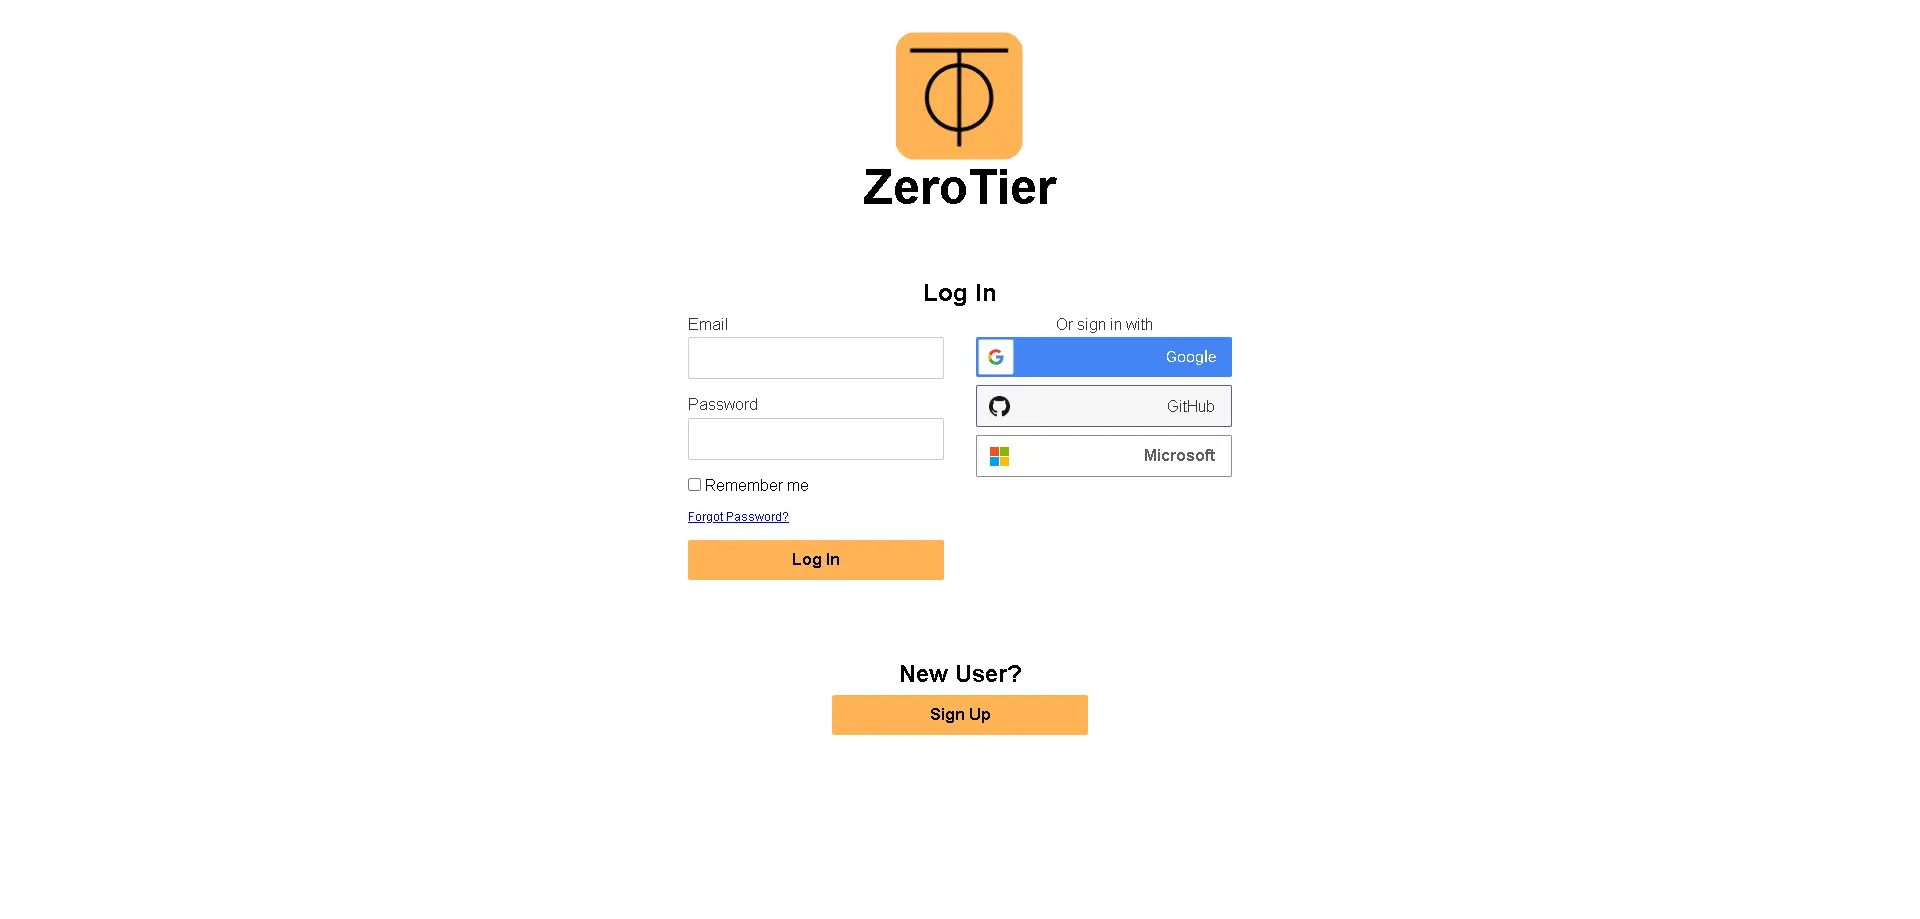 ZeroTier
Log In
Email
Password
Remember me
Forgot Password?
Log In
Or sign in with
Google
GitHub
Microsoft
New User?
Sign Up